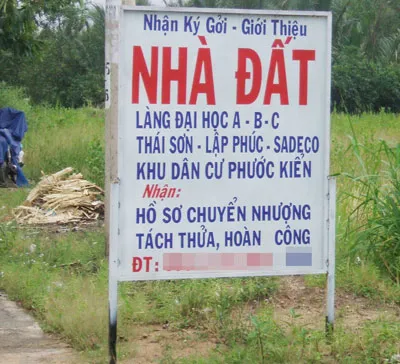 Nhận Ký Gởi - Giới Thiệu
NHÀ ĐẤT
LÀNG ĐẠI HỌC A - B - C
THÁI SƠN - LẬP PHÚC - SADECO
KHU DÂN CƯ PHƯỚC KIỂN
Nhận:
HỒ SƠ CHUYỂN NHƯỢNG
TÁCH THỬA, HOÀN CÔNG
ĐT: